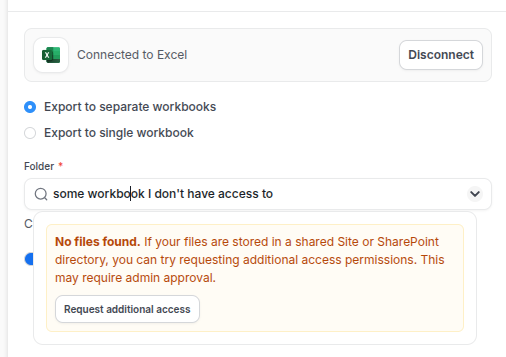 Connected to Excel
Disconnect
Export to separate workbooks
Export to single workbook
Folder *
some workbook I don't have access to
C
No files found. If your files are stored in a shared Site or SharePoint
directory, you can try requesting additional access permissions. This
may require admin approval.
Request additional access